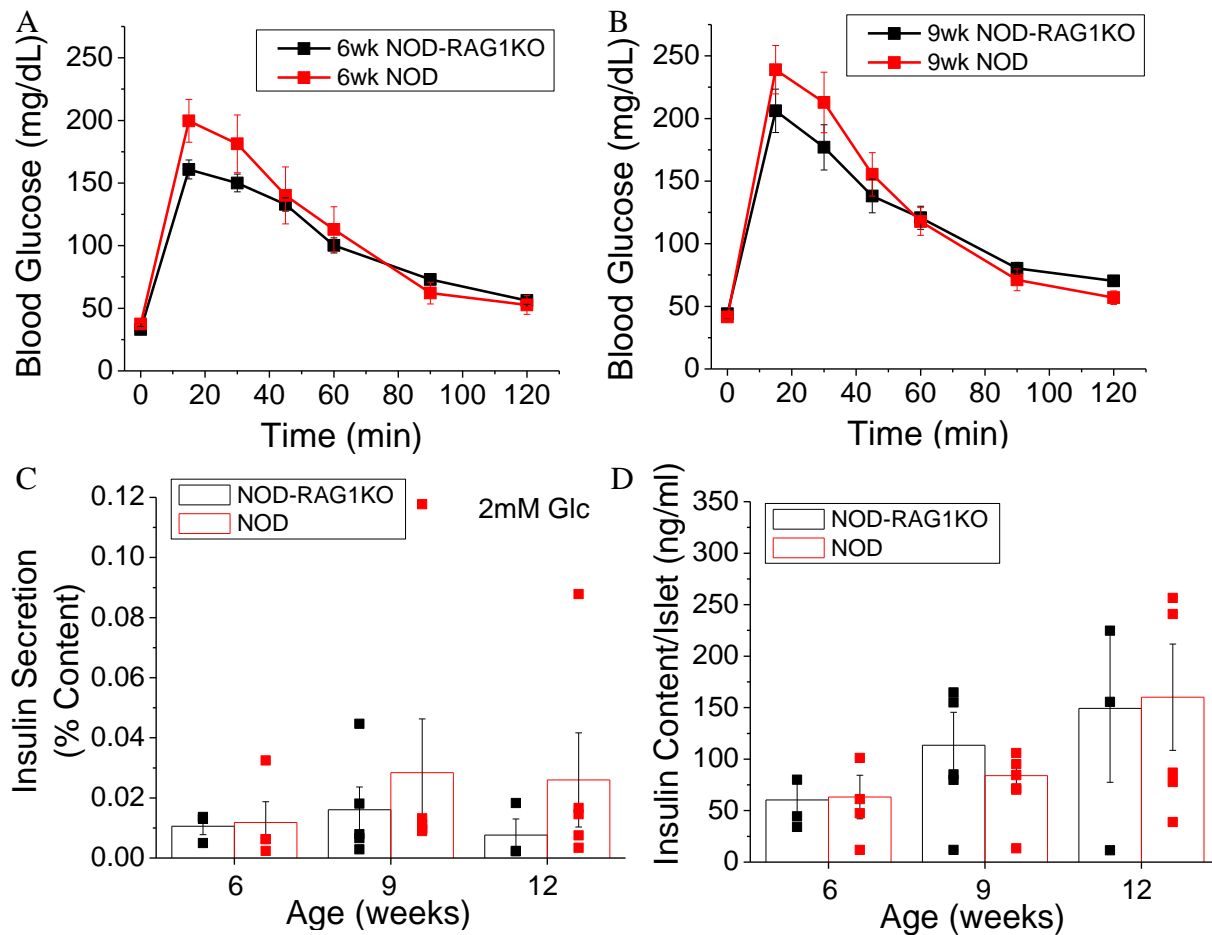 A
Blood Glucose (mg/dL)
250
200
150
100
50
0
6wk NOD-RAG1KO
6wk NOD
0 20 40 60 80 100 120
Time (min)
B
Blood Glucose (mg/dL)
250
200
150
100
50
0
9wk NOD-RAG1KO
9wk NOD
0 20 40 60 80 100 120
Time (min)
C
Insulin Secretion
(% Content)
0.12
0.10
0.08
0.06
0.04
0.02
0.00
NOD-RAG1KO
NOD
2mM Glc
6 9 12
Age (weeks)
D
Insulin Content/Islet (ng/ml)
350
300
250
200
150
100
50
0
NOD-RAG1KO
NOD
6 9 12
Age (weeks)